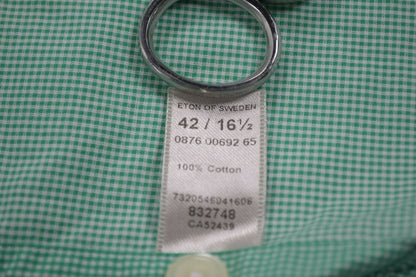 ETON OF SWEDEN
42 / 16½
0876 00692 65
100% Cotton
7320546041606
832748
CA52439